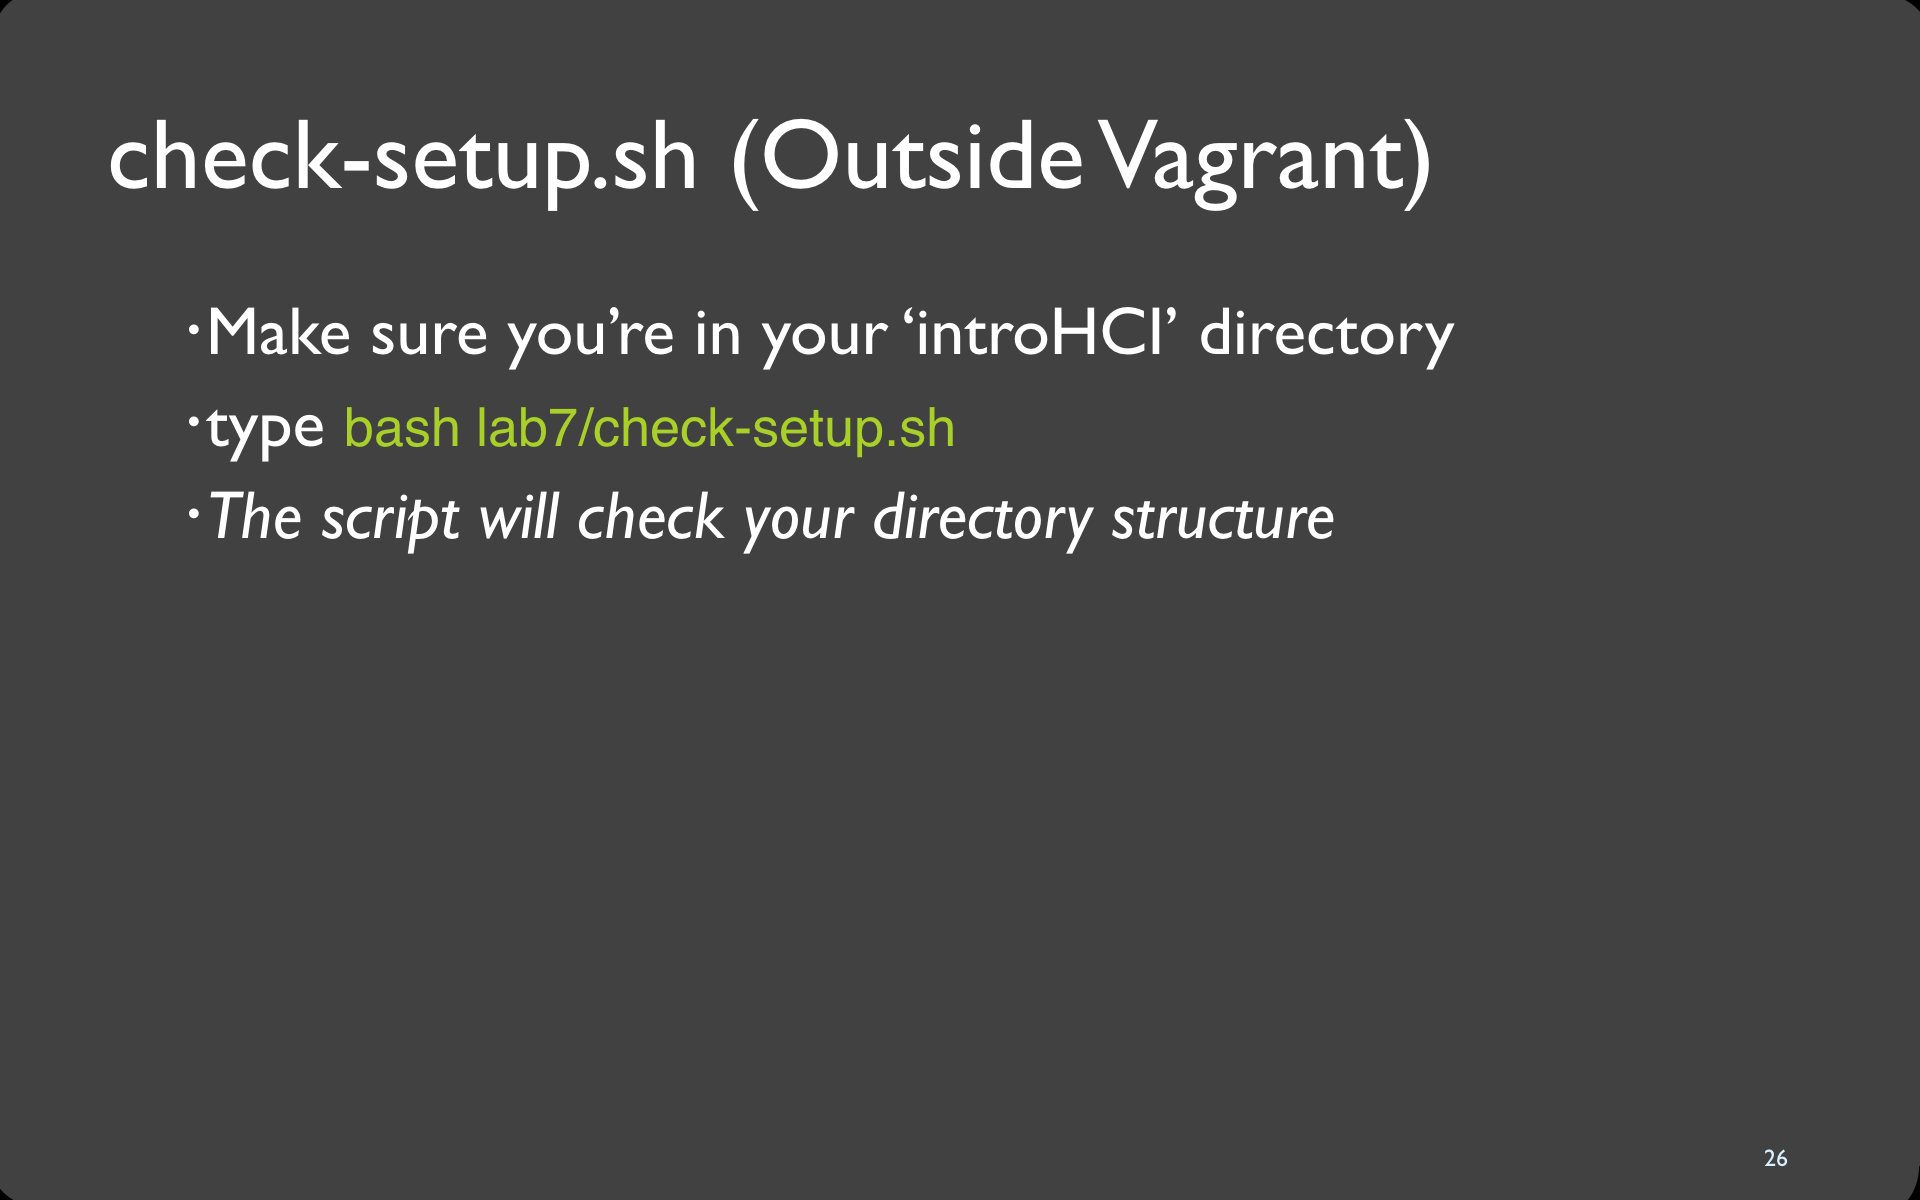 check-setup.sh (Outside Vagrant)
·Make sure you’re in your ‘introHCI’ directory
·type bash lab7/check-setup.sh
·The script will check your directory structure
26